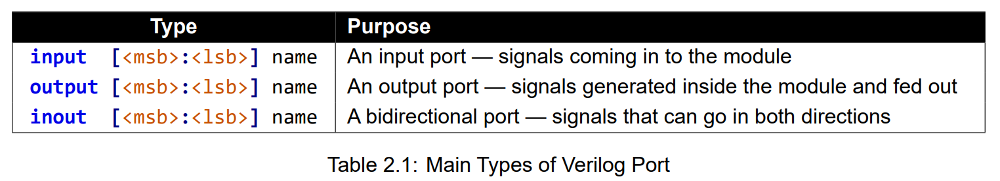 Type Purpose
input [<msb>:<lsb>] name An input port — signals coming in to the module
output [<msb>:<lsb>] name An output port — signals generated inside the module and fed out
inout [<msb>:<lsb>] name A bidirectional port — signals that can go in both directions
Table 2.1: Main Types of Verilog Port